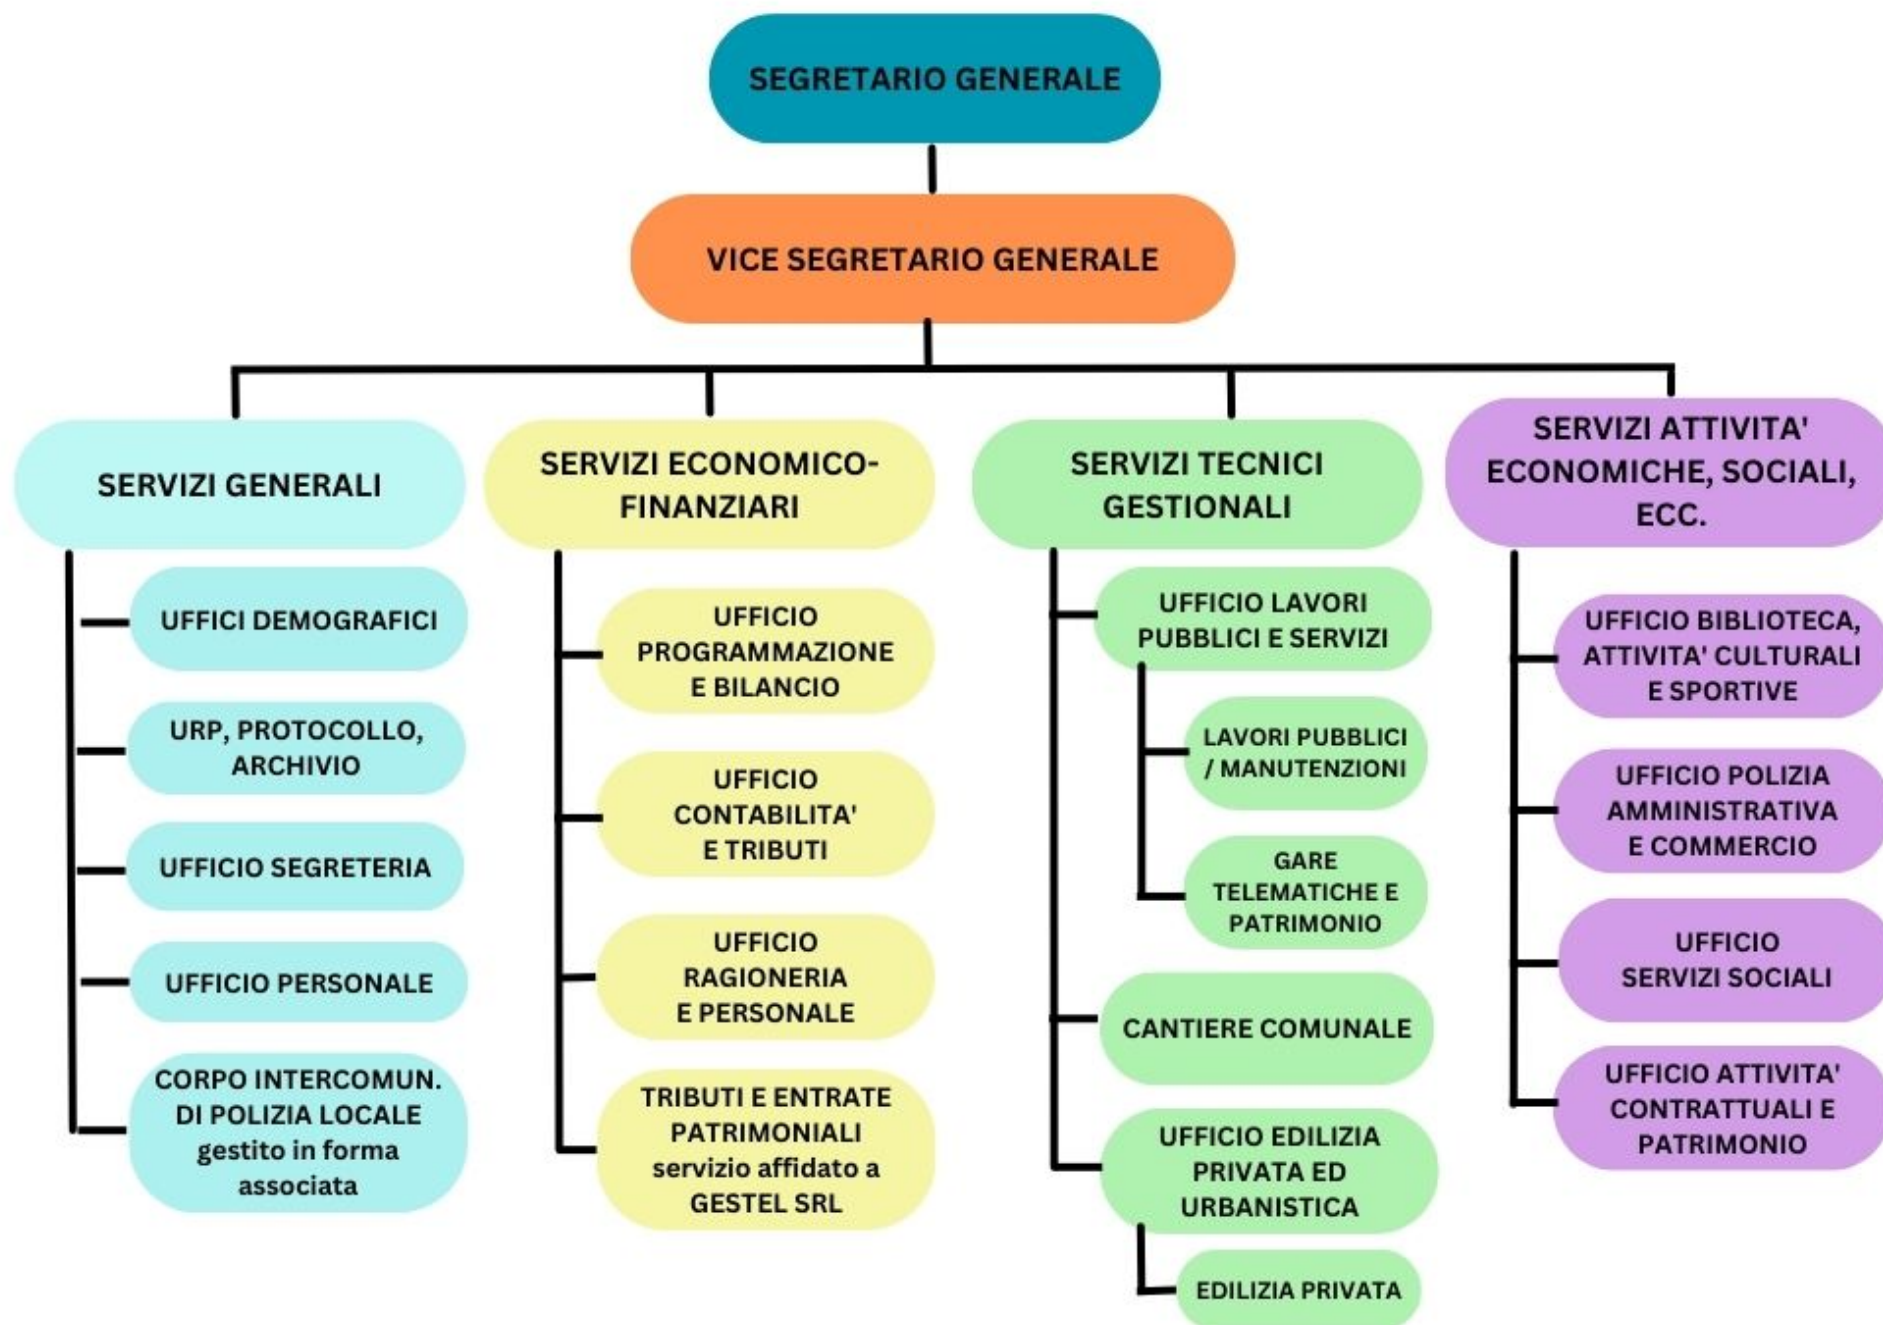 SEGRETARIO GENERALE
VICE SEGRETARIO GENERALE
SERVIZI GENERALI
UFFICI DEMOGRAFICI
URP, PROTOCOLLO,
ARCHIVIO
UFFICIO SEGRETERIA
UFFICIO PERSONALE
CORPO INTERCOMUN.
DI POLIZIA LOCALE
gestito in forma
associata
SERVIZI ECONOMICO-
FINANZIARI
UFFICIO
PROGRAMMAZIONE
E BILANCIO
UFFICIO
CONTABILITA'
E TRIBUTI
UFFICIO
RAGIONERIA
E PERSONALE
TRIBUTI E ENTRATE
PATRIMONIALI
servizio affidato a
GESTEL SRL
SERVIZI TECNICI
GESTIONALI
UFFICIO LAVORI
PUBBLICI E SERVIZI
LAVORI PUBBLICI
/ MANUTENZIONI
GARE
TELEMATICHE E
PATRIMONIO
CANTIERE COMUNALE
UFFICIO EDILIZIA
PRIVATA ED
URBANISTICA
EDILIZIA PRIVATA
SERVIZI ATTIVITA'
ECONOMICHE, SOCIALI,
ECC.
UFFICIO BIBLIOTECA,
ATTIVITA' CULTURALI
E SPORTIVE
UFFICIO POLIZIA
AMMINISTRATIVA
E COMMERCIO
UFFICIO
SERVIZI SOCIALI
UFFICIO ATTIVITA'
CONTRATTUALI E
PATRIMONIO